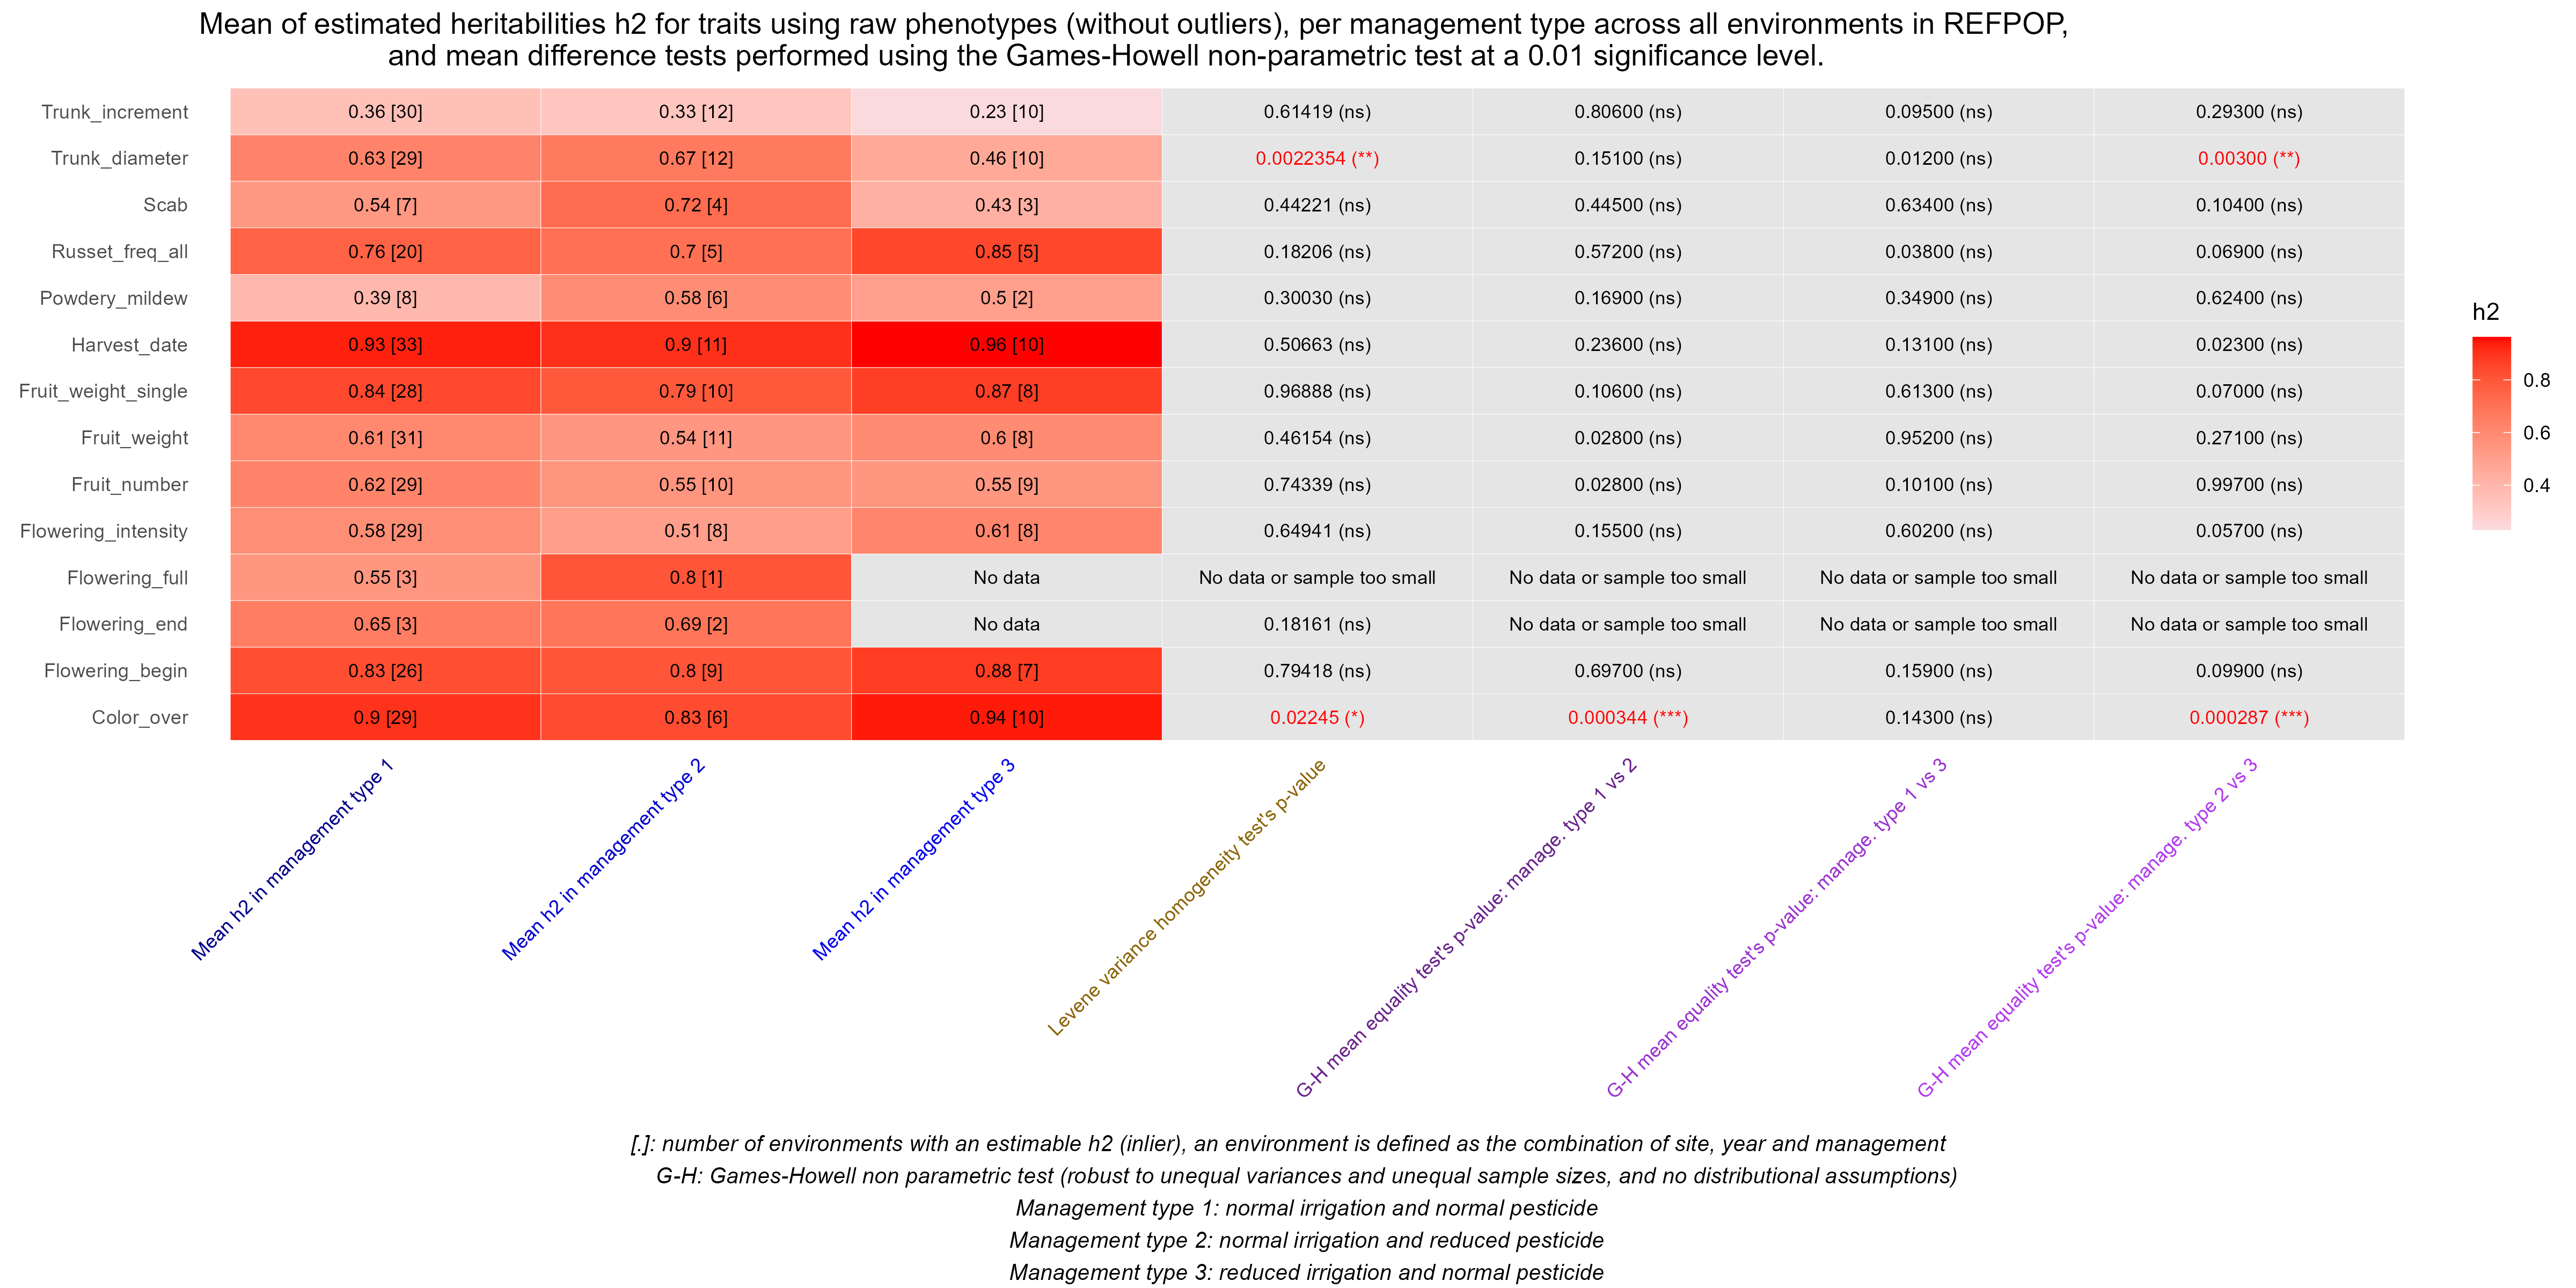 Mean of estimated heritabilities h2 for traits using raw phenotypes (without outliers), per management type across all environments in REFPOP,
and mean difference tests performed using the Games-Howell non-parametric test at a 0.01 significance level.
Trunk_increment 0.36 [30] 0.33 [12] 0.23 [10] 0.61419 (ns) 0.80600 (ns) 0.09500 (ns) 0.29300 (ns)
Trunk_diameter 0.63 [29] 0.67 [12] 0.46 [10] 0.0022354 (**) 0.15100 (ns) 0.01200 (ns) 0.00300 (**)
Scab 0.54 [7] 0.72 [4] 0.43 [3] 0.44221 (ns) 0.44500 (ns) 0.63400 (ns) 0.10400 (ns)
Russet_freq_all 0.76 [20] 0.7 [5] 0.85 [5] 0.18206 (ns) 0.57200 (ns) 0.03800 (ns) 0.06900 (ns)
Powdery_mildew 0.39 [8] 0.58 [6] 0.5 [2] 0.30030 (ns) 0.16900 (ns) 0.34900 (ns) 0.62400 (ns)
Harvest_date 0.93 [33] 0.9 [11] 0.96 [10] 0.50663 (ns) 0.23600 (ns) 0.13100 (ns) 0.02300 (ns)
Fruit_weight_single 0.84 [28] 0.79 [10] 0.87 [8] 0.96888 (ns) 0.10600 (ns) 0.61300 (ns) 0.07000 (ns)
Fruit_weight 0.61 [31] 0.54 [11] 0.6 [8] 0.46154 (ns) 0.02800 (ns) 0.95200 (ns) 0.27100 (ns)
Fruit_number 0.62 [29] 0.55 [10] 0.55 [9] 0.74339 (ns) 0.02800 (ns) 0.10100 (ns) 0.99700 (ns)
Flowering_intensity 0.58 [29] 0.51 [8] 0.61 [8] 0.64941 (ns) 0.15500 (ns) 0.60200 (ns) 0.05700 (ns)
Flowering_full 0.55 [3] 0.8 [1] No data No data or sample too small No data or sample too small No data or sample too small No data or sample too small
Flowering_end 0.65 [3] 0.69 [2] No data 0.18161 (ns) No data or sample too small No data or sample too small No data or sample too small
Flowering_begin 0.83 [26] 0.8 [9] 0.88 [7] 0.79418 (ns) 0.69700 (ns) 0.15900 (ns) 0.09900 (ns)
Color_over 0.9 [29] 0.83 [6] 0.94 [10] 0.02245 (*) 0.000344 (***) 0.14300 (ns) 0.000287 (***)
h2
0.8
0.6
0.4
Mean h2 in management type 1
Mean h2 in management type 2
Mean h2 in management type 3
Levene variance homogeneity test's p-value
G-H mean equality test's p-value: manage. type 1 vs 2
G-H mean equality test's p-value: manage. type 1 vs 3
G-H mean equality test's p-value: manage. type 2 vs 3
[.]: number of environments with an estimable h2 (inlier), an environment is defined as the combination of site, year and management
G-H: Games-Howell non parametric test (robust to unequal variances and unequal sample sizes, and no distributional assumptions)
Management type 1: normal irrigation and normal pesticide
Management type 2: normal irrigation and reduced pesticide
Management type 3: reduced irrigation and normal pesticide